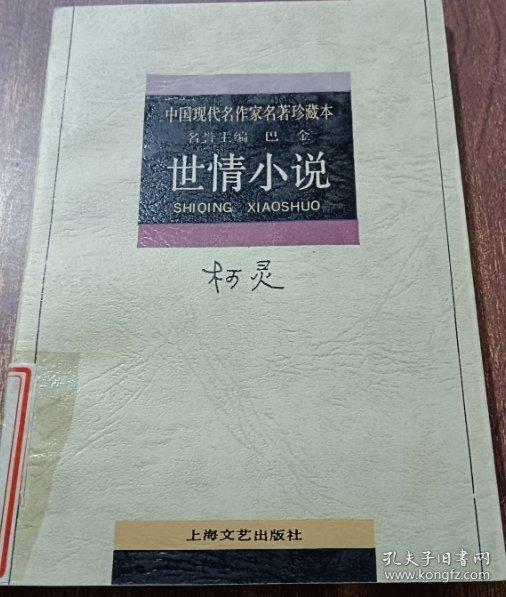 中国现代名作家名著珍藏本
名誉主编 巴金
世情小说
SHIQING XIAOSHUO
柯灵
上海文艺出版社
孔夫子旧书网
www.kongfz.com